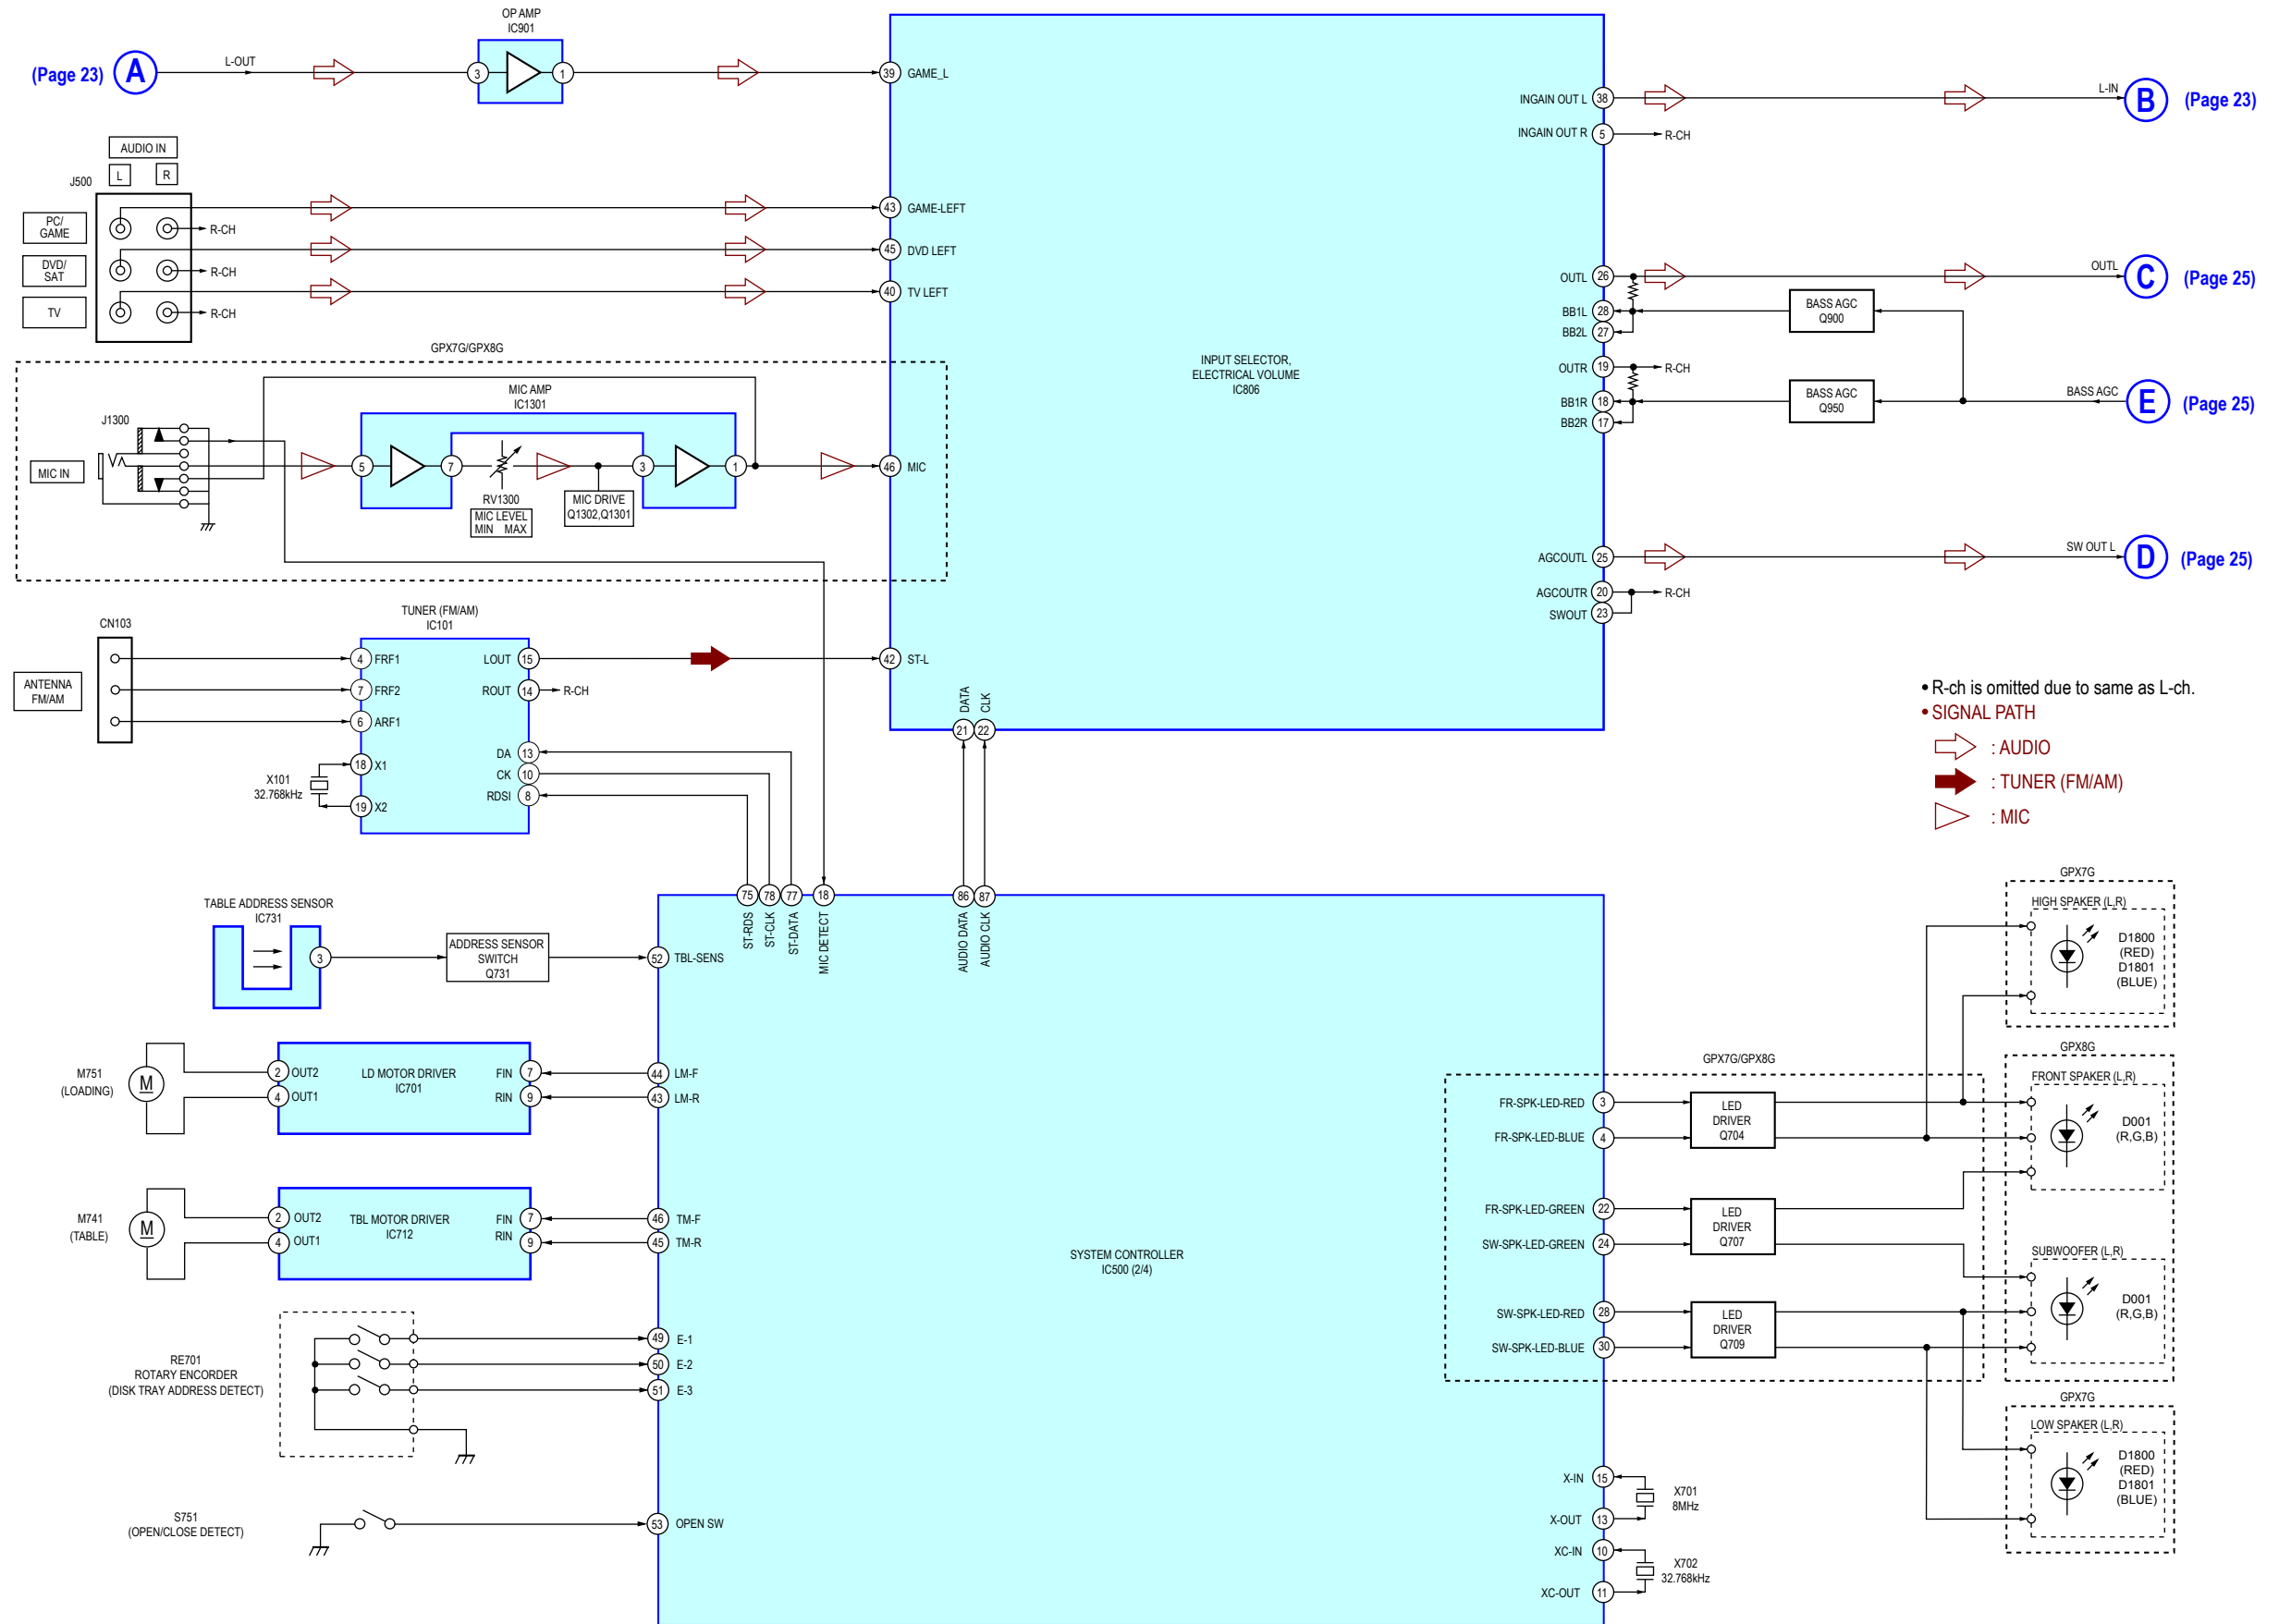 OP AMP
IC901
(Page 23) A
L-OUT
3
1
39 GAME_L
INGAIN OUT L 38
L-IN
B (Page 23)
INGAIN OUT R 5
R-CH
AUDIO IN
L
R
J500
PC/
GAME
R-CH
43 GAME-LEFT
DVD/
SAT
R-CH
45 DVD LEFT
TV
R-CH
40 TV LEFT
OUTL 26
OUTL
C (Page 25)
BB1L 28
BB2L 27
BASS AGC
Q900
OUTR 19
R-CH
BB1R 18
BB2R 17
BASS AGC
Q950
BASS AGC
E (Page 25)
INPUT SELECTOR,
ELECTRICAL VOLUME
IC806
GPX7G/GPX8G
MIC AMP
IC1301
J1300
MIC IN
5
7
3
1
46 MIC
RV1300
MIC LEVEL
MIN MAX
MIC DRIVE
Q1302,Q1301
AGCOUTL 25
SW OUT L
D (Page 25)
AGCOUTR 20
R-CH
SWOUT 23
TUNER (FM/AM)
IC101
CN103
ANTENNA
FM/AM
4 FRF1
7 FRF2
6 ARF1
18 X1
19 X2
X101
32.768kHz
LOUT 15
ROUT 14
R-CH
DA 13
CK 10
RDSI 8
42 ST-L
DATA
CLK
21
22
• R-ch is omitted due to same as L-ch.
• SIGNAL PATH
: AUDIO
: TUNER (FM/AM)
: MIC
75
78
77
18
86
87
ST-RDS
ST-CLK
ST-DATA
MIC DETECT
AUDIO DATA
AUDIO CLK
TABLE ADDRESS SENSOR
IC731
3
ADDRESS SENSOR
SWITCH
Q731
52 TBL-SENS
M751
(LOADING)
M
2 OUT2
4 OUT1
LD MOTOR DRIVER
IC701
FIN 7
RIN 9
44 LM-F
43 LM-R
M741
(TABLE)
M
2 OUT2
4 OUT1
TBL MOTOR DRIVER
IC712
FIN 7
RIN 9
46 TM-F
45 TM-R
SYSTEM CONTROLLER
IC500 (2/4)
RE701
ROTARY ENCORDER
(DISK TRAY ADDRESS DETECT)
49 E-1
50 E-2
51 E-3
S751
(OPEN/CLOSE DETECT)
53 OPEN SW
GPX7G/GPX8G
FR-SPK-LED-RED 3
FR-SPK-LED-BLUE 4
LED
DRIVER
Q704
FR-SPK-LED-GREEN 22
SW-SPK-LED-GREEN 24
LED
DRIVER
Q707
SW-SPK-LED-RED 28
SW-SPK-LED-BLUE 30
LED
DRIVER
Q709
X-IN 15
X-OUT 13
X701
8MHz
XC-IN 10
XC-OUT 11
X702
32.768kHz
GPX7G
HIGH SPAKER (L,R)
D1800
(RED)
D1801
(BLUE)
GPX8G
FRONT SPAKER (L,R)
D001
(R,G,B)
SUBWOOFER (L,R)
D001
(R,G,B)
GPX7G
LOW SPAKER (L,R)
D1800
(RED)
D1801
(BLUE)